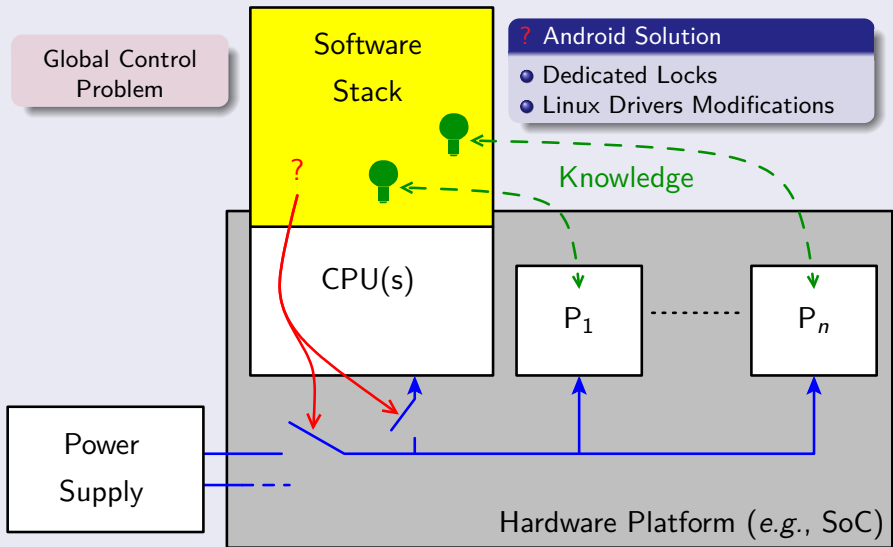 Global Control
Problem
Software
Stack
? Android Solution
Dedicated Locks
Linux Drivers Modifications
?
Knowledge
CPU(s)
P1
Pn
Power
Supply
Hardware Platform (e.g., SoC)